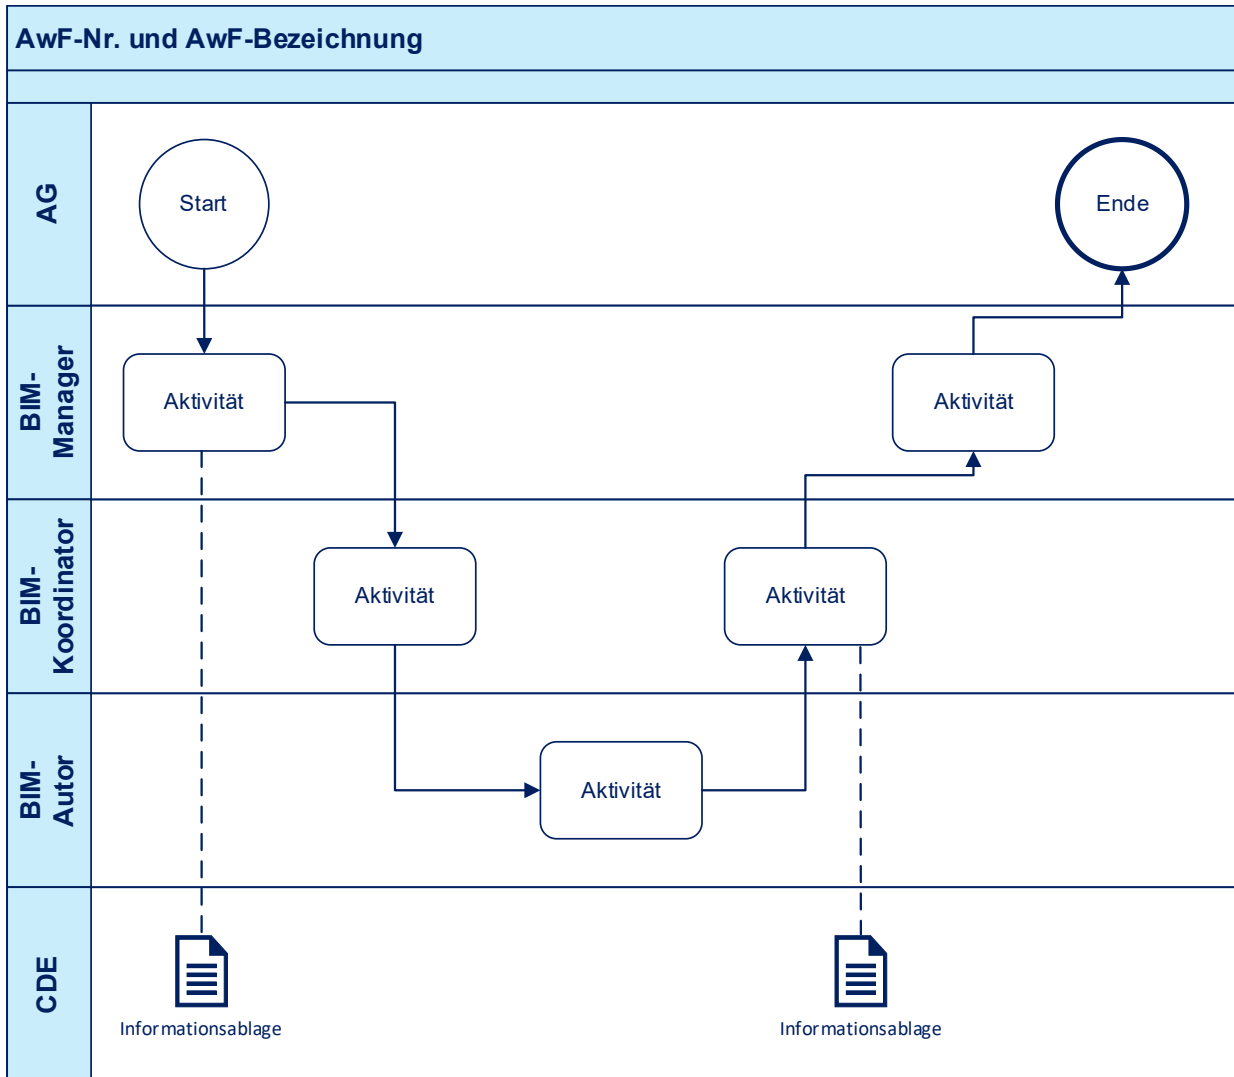 AwF-Nr. und AwF-Bezeichnung
AG
Start
Ende
BIM-
Manager
Aktivität
Aktivität
BIM-
Koordinator
Aktivität
Aktivität
BIM-
Autor
Aktivität
CDE
Informationsablage
Informationsablage